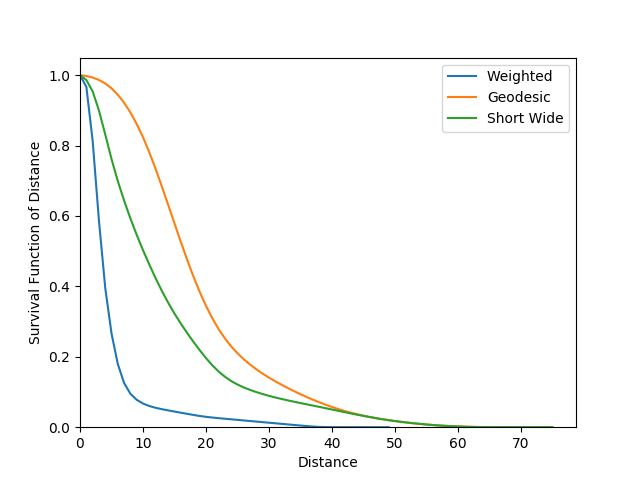 Weighted
Geodesic
Short Wide
Survival Function of Distance
1.0
0.8
0.6
0.4
0.2
0.0
0 10 20 30 40 50 60 70
Distance